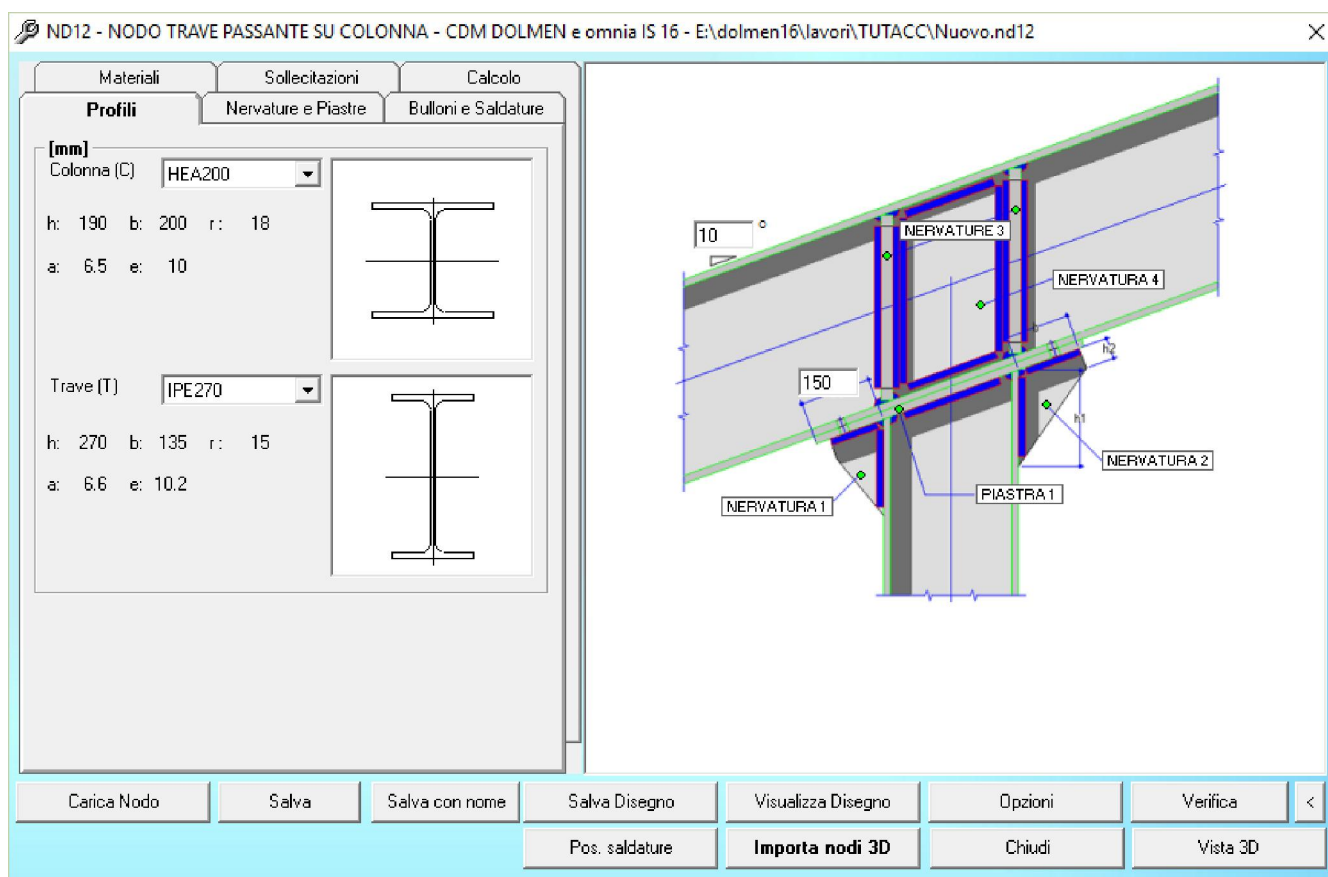 ND12 - NODO TRAVE PASSANTE SU COLONNA - CDM DOLMEN e omnia IS 16 - E:\dolmen16\lavori\TUTACC\Nuovo.nd12
Materiali
Sollecitazioni
Calcolo
Profili
Nervature e Piastre
Bulloni e Saldature
[mm]
Colonna (C)
HEA200
h: 190 b: 200 r: 18
a: 6.5 e: 10
Trave (T)
IPE270
h: 270 b: 135 r: 15
a: 6.6 e: 10.2
10 °
NERVATURE 3
NERVATURA 4
b
h2
150
h1
NERVATURA 2
PIASTRA 1
NERVATURA 1
Carica Nodo
Salva
Salva con nome
Salva Disegno
Visualizza Disegno
Opzioni
Verifica
<
Pos. saldature
Importa nodi 3D
Chiudi
Vista 3D